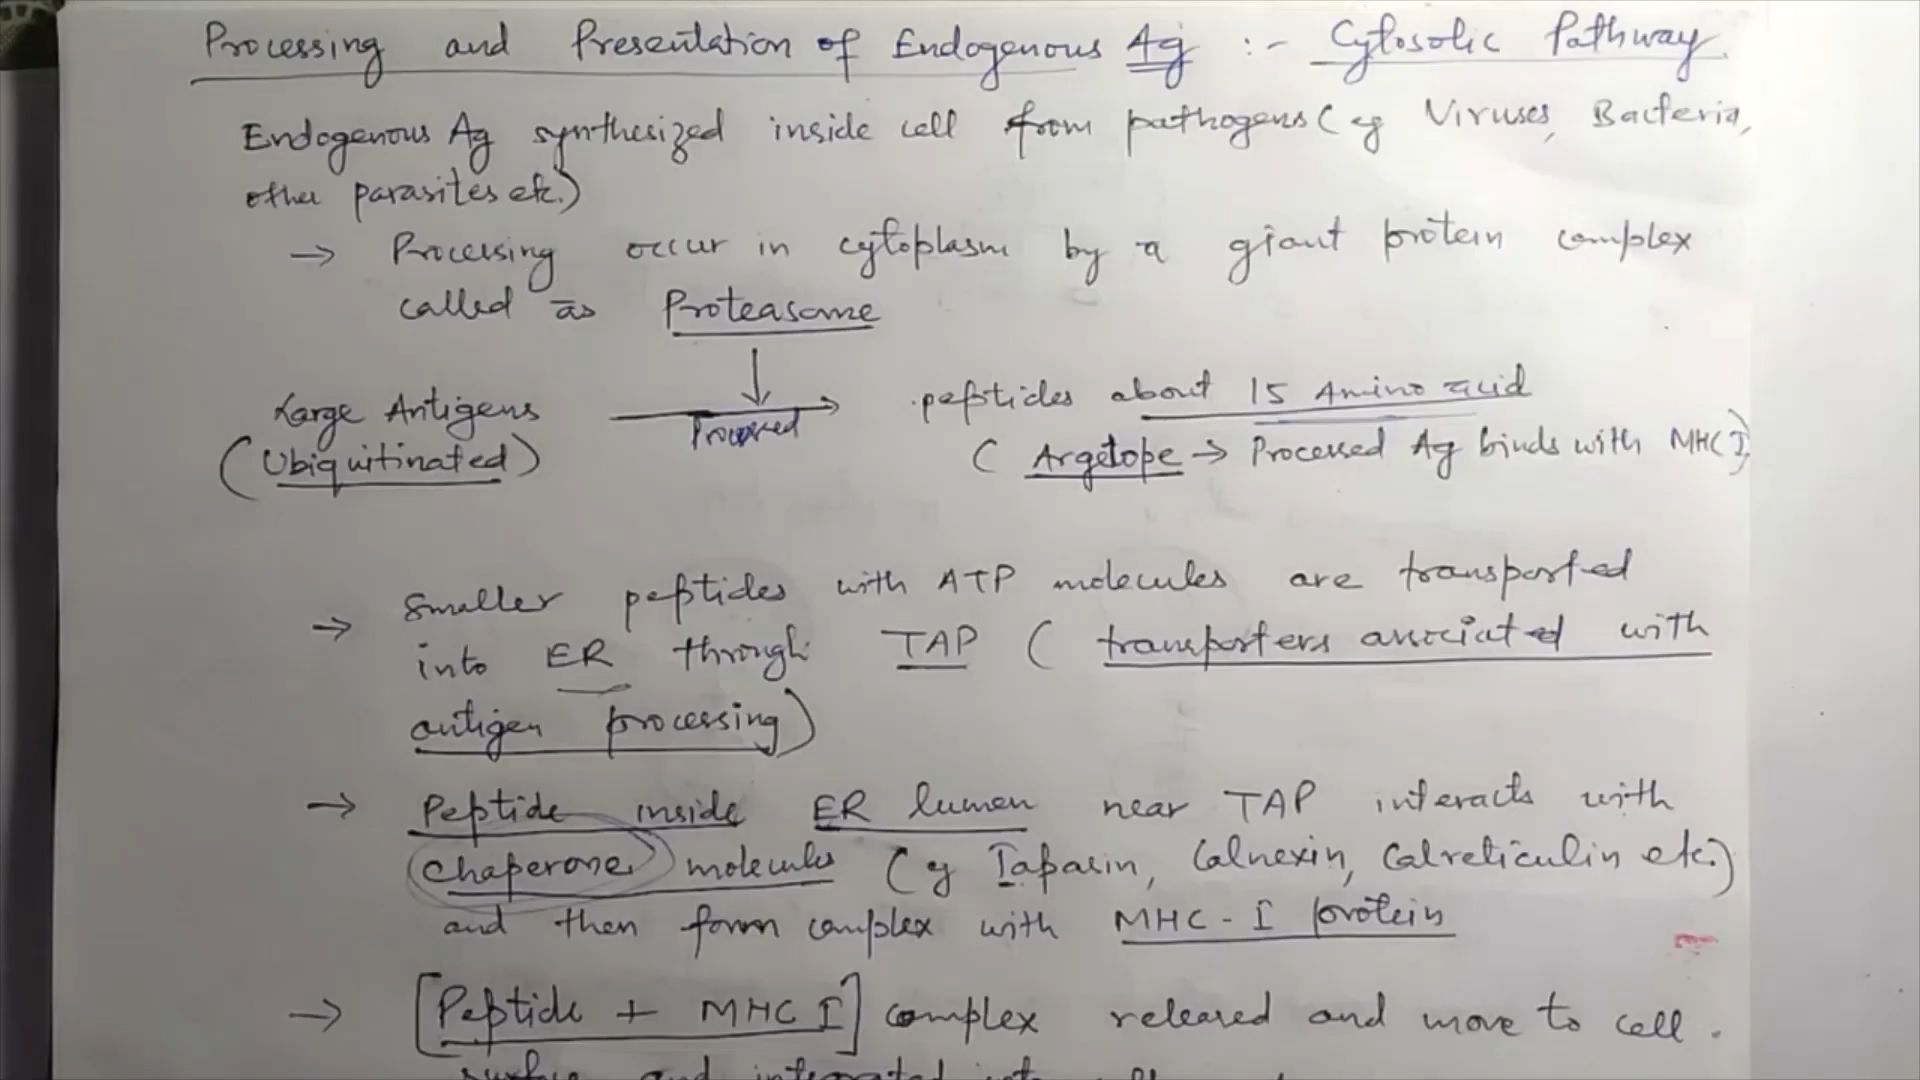 Processing and Presentation of Endogenous Ag :- Cytosolic Pathway.
Endogenous Ag synthesized inside cell from pathogens (eg Viruses, Bacteria,
other parasites etc.)
→ Processing occur in cytoplasm by a giant protein complex
called as Proteasome
Large Antigens → peptides about 15 Amino acid
Processed
(Ubiquitinated) (Argetope → Processed Ag binds with MHC I)
→ Smaller peptides with ATP molecules are transported
into ER through TAP (transporters associated with
antigen processing)
→ Peptide inside ER lumen near TAP interacts with
chaperone molecules (eg Tapasin, Calnexin, Calreticulin etc.)
and then form complex with MHC-I protein
→ [Peptide + MHC I] complex released and move to cell
surface and integrated into